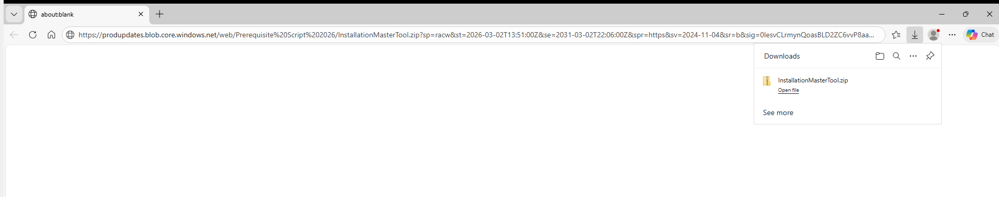 about:blank
https://produpdates.blob.core.windows.net/web/Prerequisite%20Script%202026/InstallationMasterTool.zip?sp=racw&st=2026-03-02T13:51:00Z&se=2031-03-02T22:06:00Z&spr=https&sv=2024-11-04&sr=b&sig=0IesvCLrmynQoasBLD2ZC6vvP8aa...
Chat
Downloads
InstallationMasterTool.zip
Open file
See more